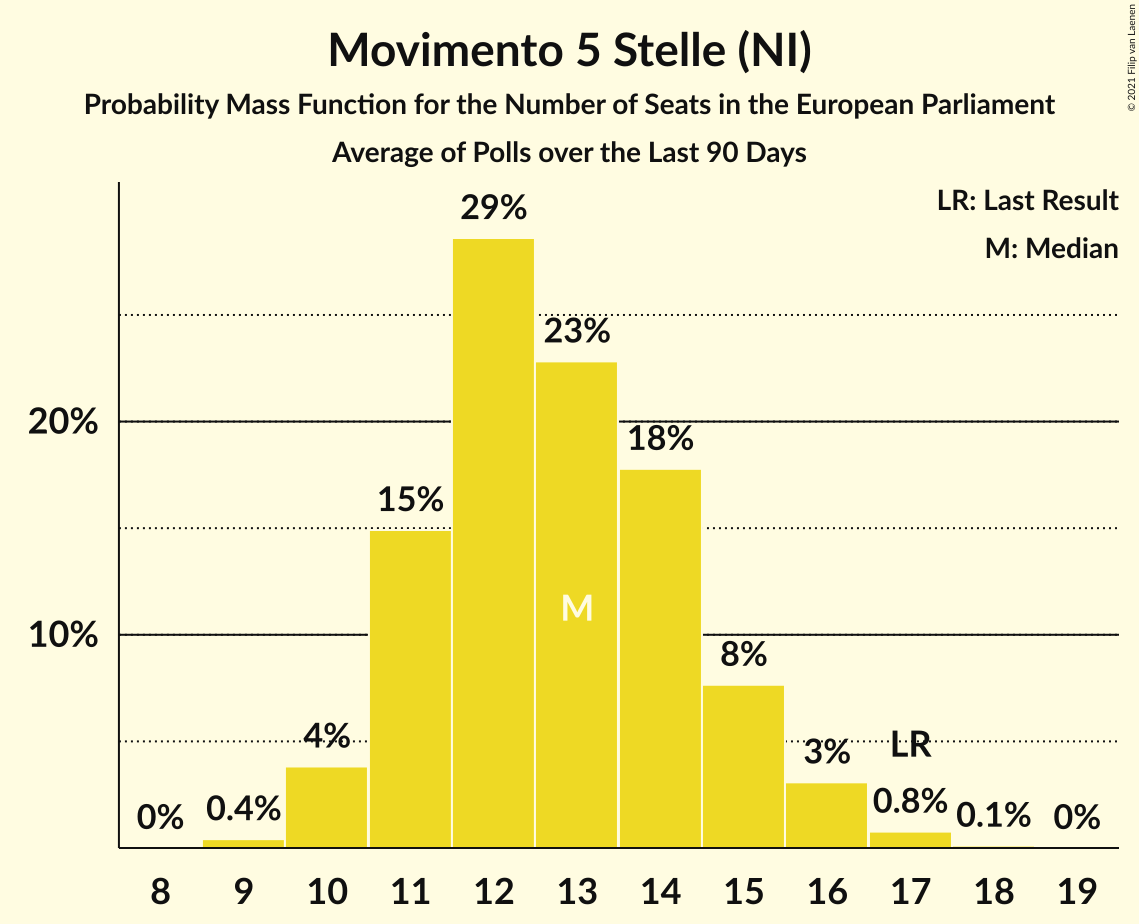 Movimento 5 Stelle (NI)
Probability Mass Function for the Number of Seats in the European Parliament
Average of Polls over the Last 90 Days
© 2021 Filip van Laenen
LR: Last Result
M: Median
29%
23%
20%
18%
15%
M
10%
8%
4%
3%
LR
0%
0.4%
0.8%
0.1%
0%
8 9 10 11 12 13 14 15 16 17 18 19